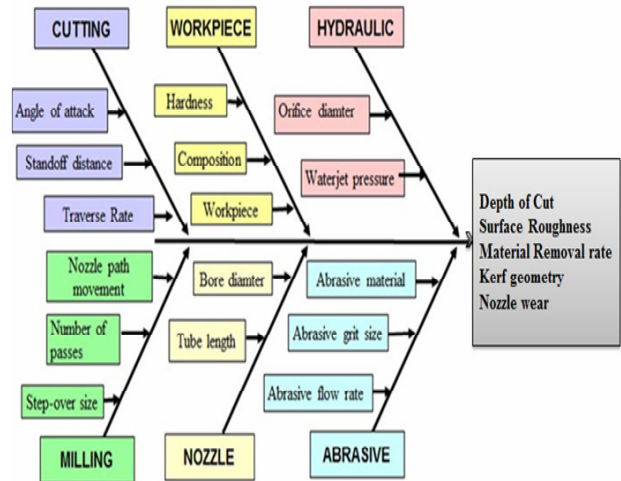 CUTTING
WORKPIECE
HYDRAULIC
Angle of attack
Standoff distance
Traverse Rate
Hardness
Composition
Workpiece
Orifice diamter
Waterjet pressure
Depth of Cut
Surface Roughness
Material Removal rate
Kerf geometry
Nozzle wear
Nozzle path
movement
Number of
passes
Step-over size
Bore diamter
Tube length
Abrasive material
Abrasive grit size
Abrasive flow rate
MILLING
NOZZLE
ABRASIVE